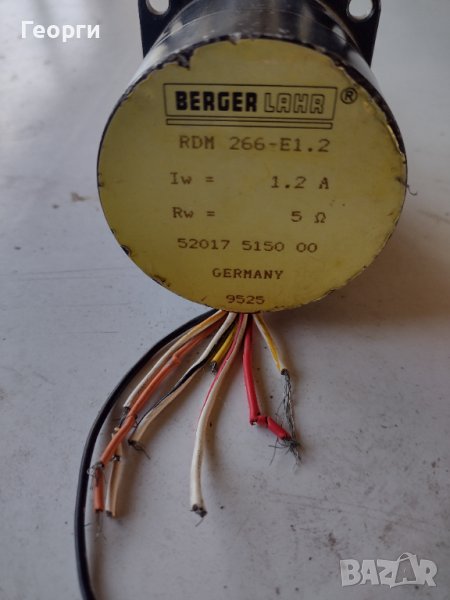 Георги
BERGER LAHR ®
RDM 266-E1.2
Iw = 1.2 A
Rw = 5 Ω
52017 5150 00
GERMANY
9525
BAZAR